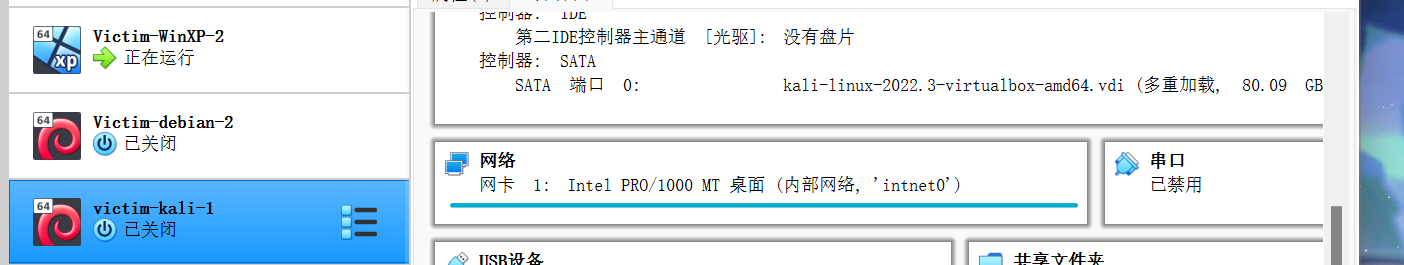 64
xp
Victim-WinXP-2
正在运行
64
Victim-debian-2
已关闭
64
victim-kali-1
已关闭
控制器: IDE
第二IDE控制器主通道 [光驱]: 没有盘片
控制器: SATA
SATA 端口 0: kali-linux-2022.3-virtualbox-amd64.vdi (多重加载, 80.09 GB
网络
网卡 1: Intel PRO/1000 MT 桌面 (内部网络, 'intnet0')
串口
已禁用
USB设备
共享文件夹